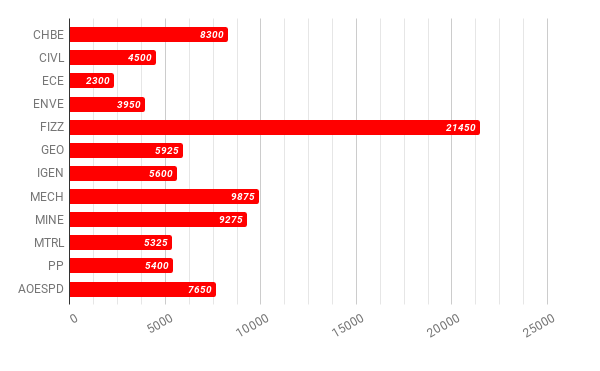 CHBE 8300
CIVL 4500
ECE 2300
ENVE 3950
FIZZ 21450
GEO 5925
IGEN 5600
MECH 9875
MINE 9275
MTRL 5325
PP 5400
AOESPD 7650
0 5000 10000 15000 20000 25000